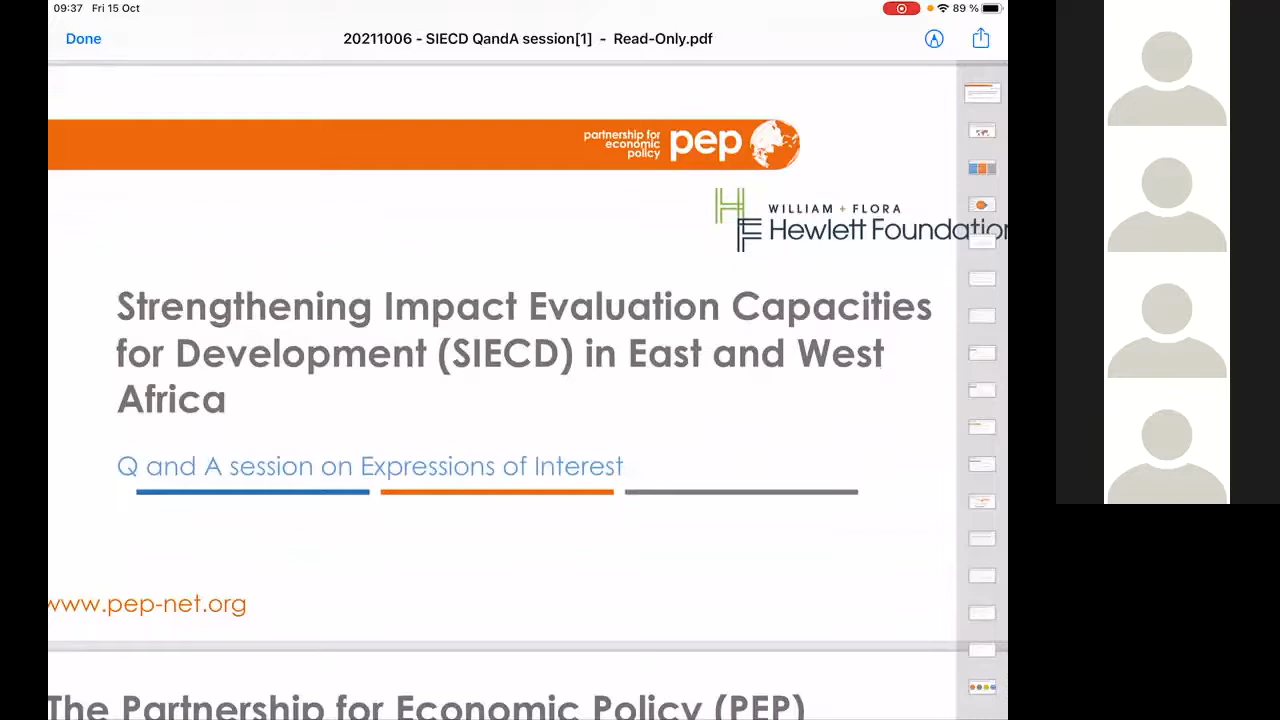 09:37 Fri 15 Oct
89 %
Done
20211006 - SIECD QandA session[1] - Read-Only.pdf
partnership for
economic
policy
pep
WILLIAM + FLORA
Hewlett Foundation
Strengthening Impact Evaluation Capacities
for Development (SIECD) in East and West
Africa
Q and A session on Expressions of Interest
www.pep-net.org
The Partnership for Economic Policy (PEP)